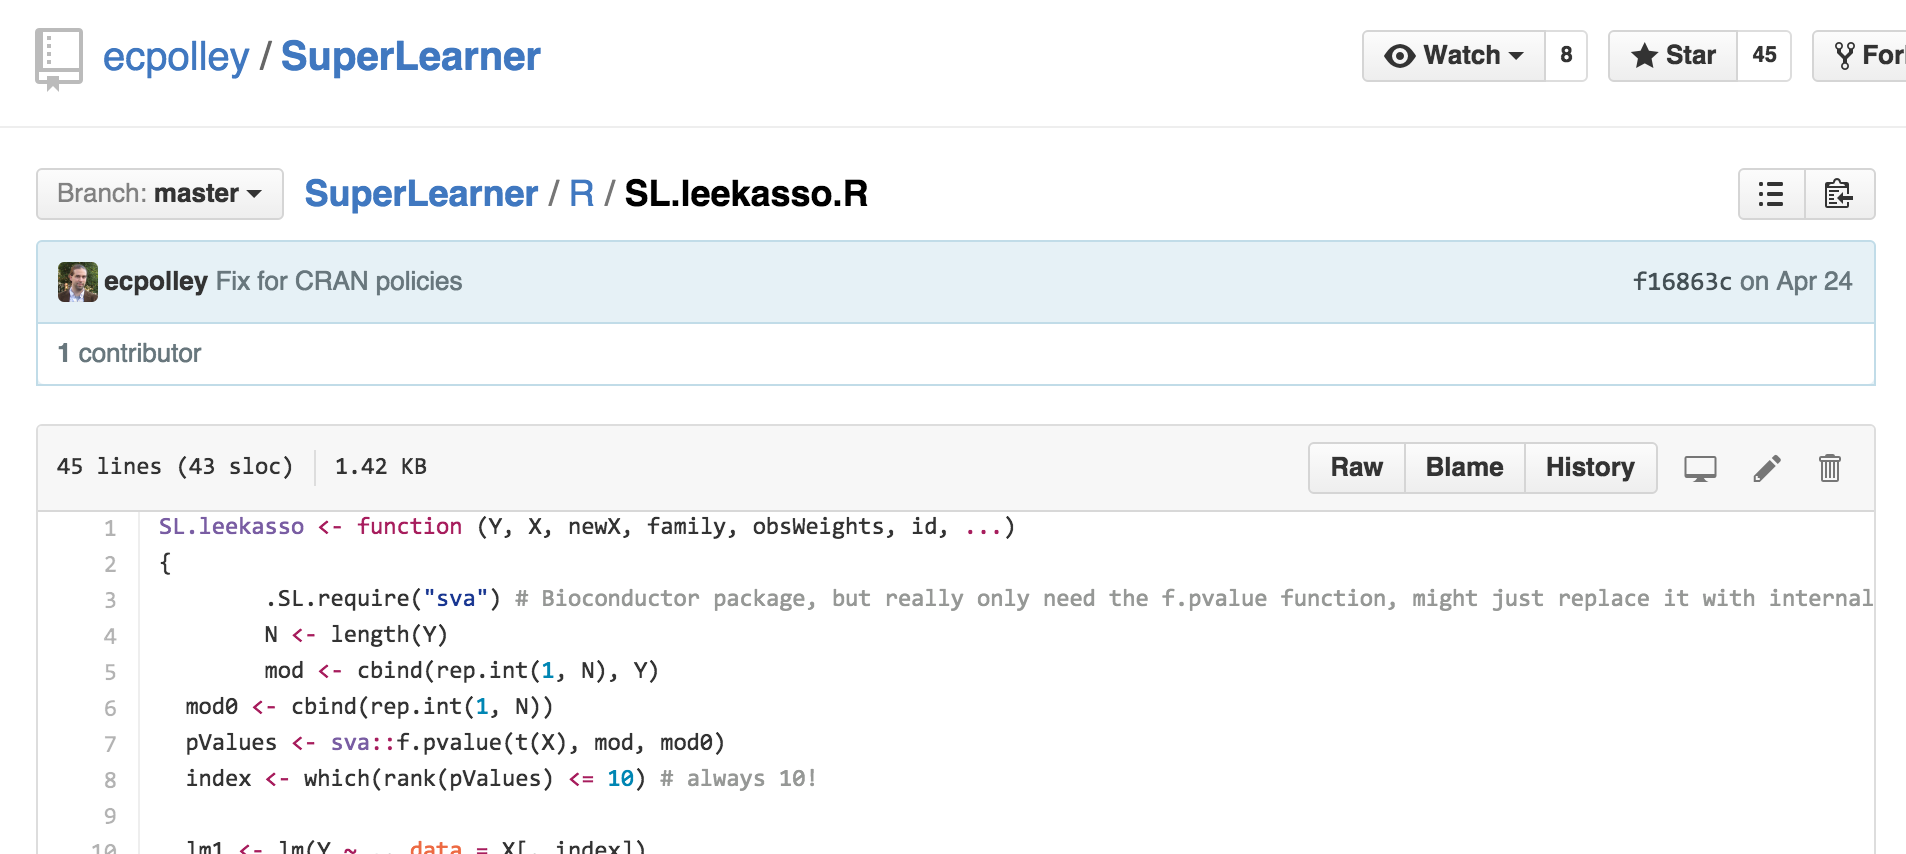 ecpolley / SuperLearner
Watch 8 Star 45 For
Branch: master SuperLearner / R / SL.leekasso.R
ecpolley Fix for CRAN policies f16863c on Apr 24
1 contributor
45 lines (43 sloc) 1.42 KB Raw Blame History
1 SL.leekasso <- function (Y, X, newX, family, obsWeights, id, ...)
2 {
3 .SL.require("sva") # Bioconductor package, but really only need the f.pvalue function, might just replace it with internal
4 N <- length(Y)
5 mod <- cbind(rep.int(1, N), Y)
6 mod0 <- cbind(rep.int(1, N))
7 pValues <- sva::f.pvalue(t(X), mod, mod0)
8 index <- which(rank(pValues) <= 10) # always 10!
9
10 lm1 <- lm(Y ~ ., data = X[, index])